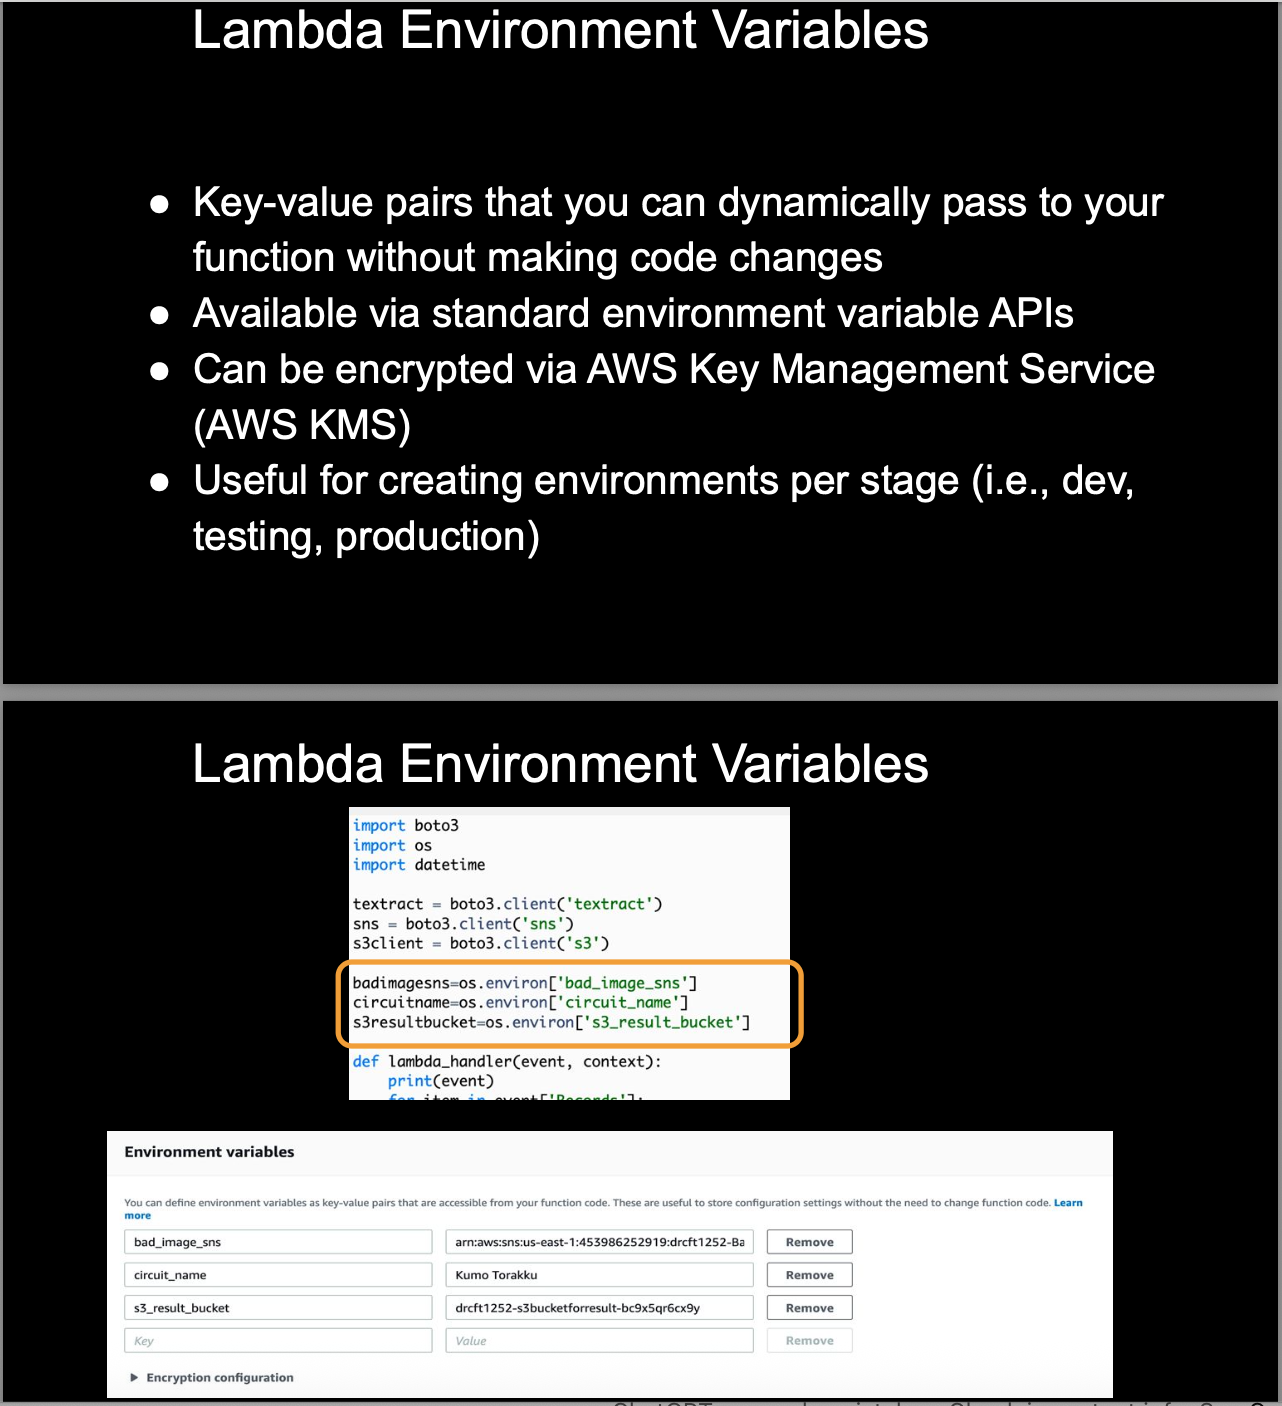 Lambda Environment Variables
● Key-value pairs that you can dynamically pass to your
function without making code changes
● Available via standard environment variable APIs
● Can be encrypted via AWS Key Management Service
(AWS KMS)
● Useful for creating environments per stage (i.e., dev,
testing, production)
Lambda Environment Variables
import boto3
import os
import datetime
textract = boto3.client('textract')
sns = boto3.client('sns')
s3client = boto3.client('s3')
badimagesns=os.environ['bad_image_sns']
circuitname=os.environ['circuit_name']
s3resultbucket=os.environ['s3_result_bucket']
def lambda_handler(event, context):
print(event)
for item in event['Records']:
Environment variables
You can define environment variables as key-value pairs that are accessible from your function code. These are useful to store configuration settings without the need to change function code. Learn
more
bad_image_sns arn:aws:sns:us-east-1:453986252919:drcft1252-Ba Remove
circuit_name Kumo Torakku Remove
s3_result_bucket drcft1252-s3bucketforresult-bc9x5qr6cx9y Remove
Key Value Remove
▶ Encryption configuration